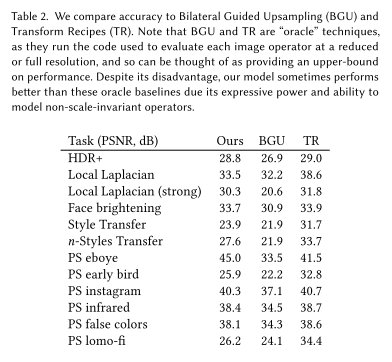 Table 2. We compare accuracy to Bilateral Guided Upsampling (BGU) and
Transform Recipes (TR). Note that BGU and TR are “oracle” techniques,
as they run the code used to evaluate each image operator at a reduced
or full resolution, and so can be thought of as providing an upper-bound
on performance. Despite its disadvantage, our model sometimes performs
better than these oracle baselines due its expressive power and ability to
model non-scale-invariant operators.
Task (PSNR, dB) Ours BGU TR
HDR+ 28.8 26.9 29.0
Local Laplacian 33.5 32.2 38.6
Local Laplacian (strong) 30.3 20.6 31.8
Face brightening 33.7 30.9 33.9
Style Transfer 23.9 21.9 31.7
n-Styles Transfer 27.6 21.9 33.7
PS eboye 45.0 33.5 41.5
PS early bird 25.9 22.2 32.8
PS instagram 40.3 37.1 40.7
PS infrared 38.4 34.5 38.7
PS false colors 38.1 34.3 38.6
PS lomo-fi 26.2 24.1 34.4